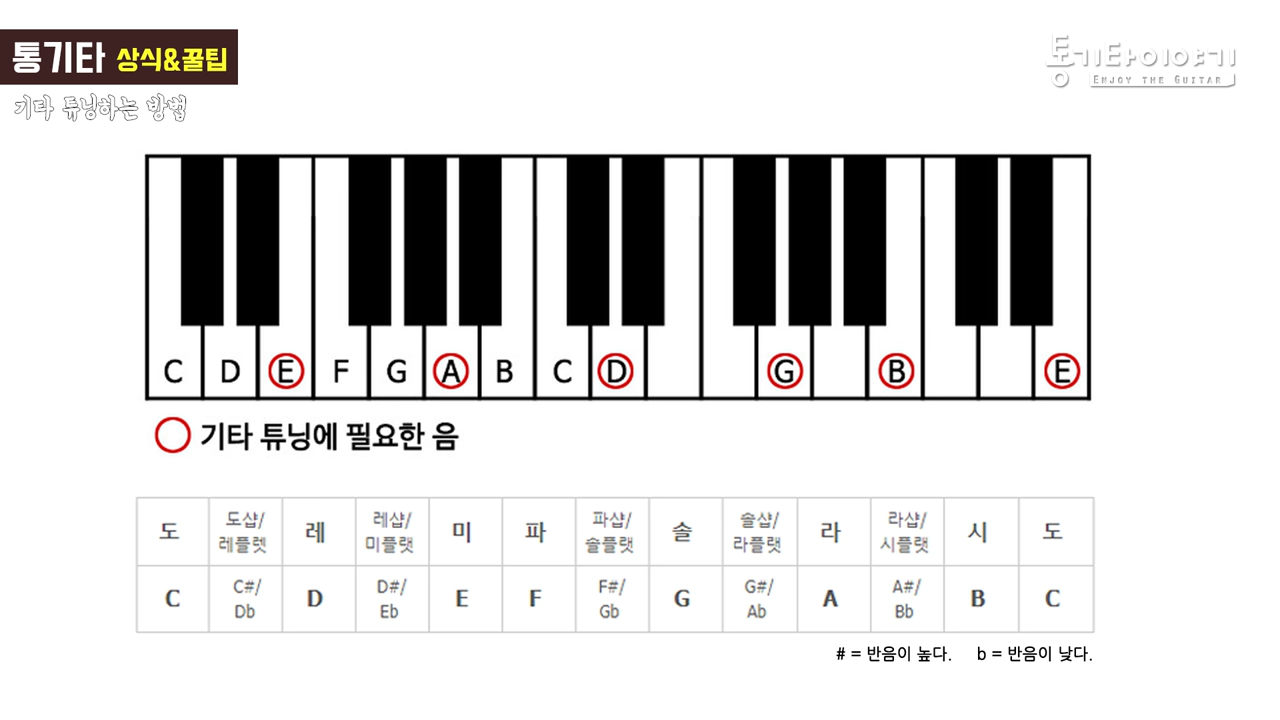 통기타 상식&꿀팁
기타 튜닝하는 방법
통기타이야기
ENJOY THE GUITAR
C D E F G A B C D G B E
기타 튜닝에 필요한 음
도 도샵/레플렛 레 레샵/미플랫 미 파 파샵/솔플랫 솔 솔샵/라플랫 라 라샵/시플랫 시 도
C C#/Db D D#/Eb E F F#/Gb G G#/Ab A A#/Bb B C
# = 반음이 높다. b = 반음이 낮다.